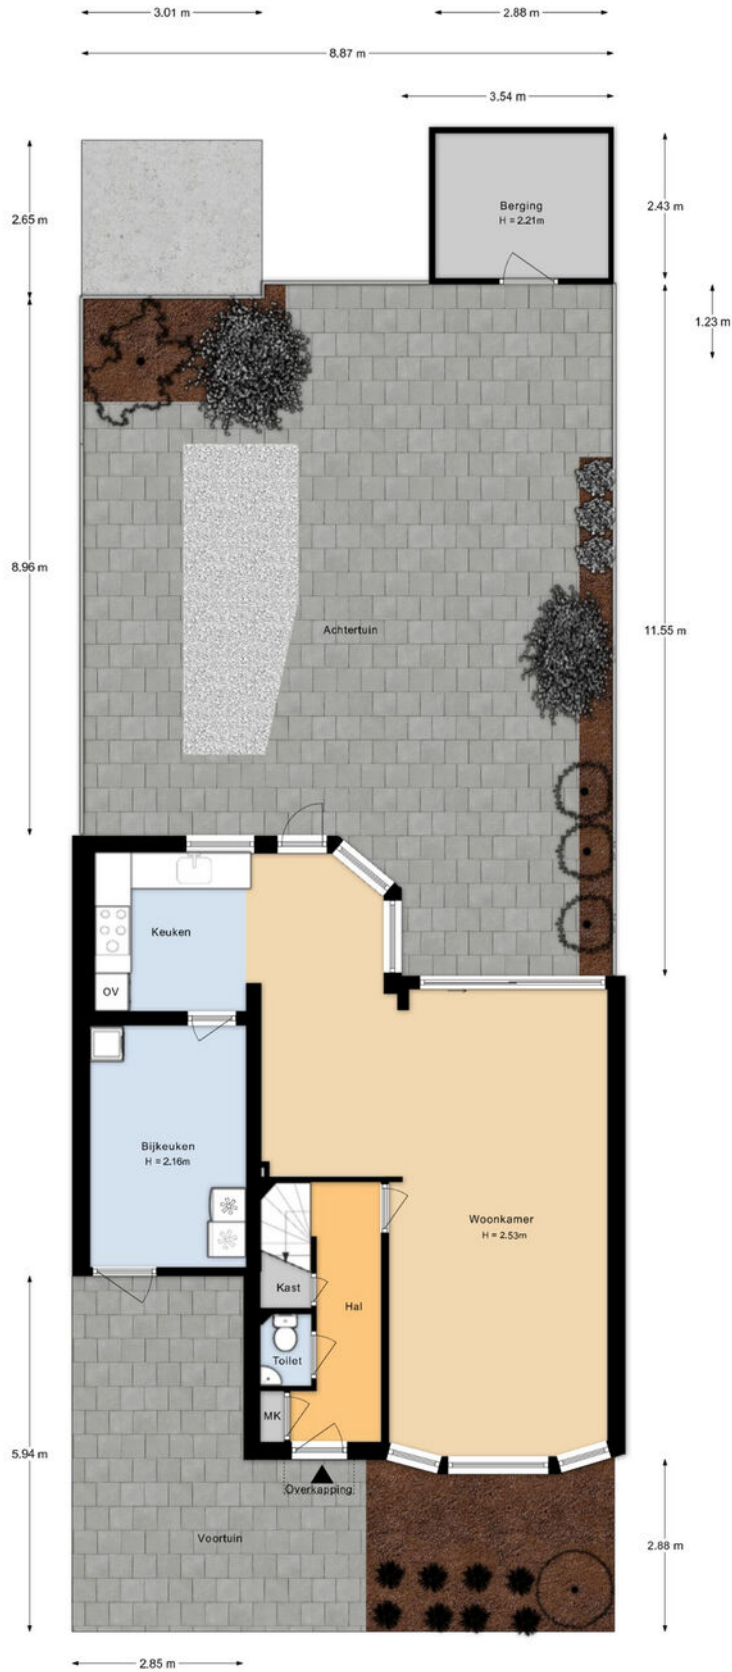 3.01 m
2.88 m
8.87 m
3.54 m
2.65 m
Berging
H = 2.21m
2.43 m
1.23 m
8.96 m
Achtertuin
11.55 m
Keuken
OV
Bijkeuken
H = 2.16m
Woonkamer
H = 2.53m
Kast
Hal
Toilet
MK
5.94 m
Overkapping
Voortuin
2.88 m
2.85 m